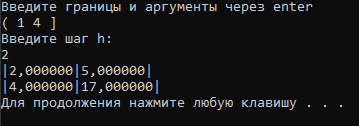 Введите границы и аргументы через enter
( 1 4 ]
Введите шаг h:
2
|2,000000|5,000000|
|4,000000|17,000000|
Для продолжения нажмите любую клавишу . . .